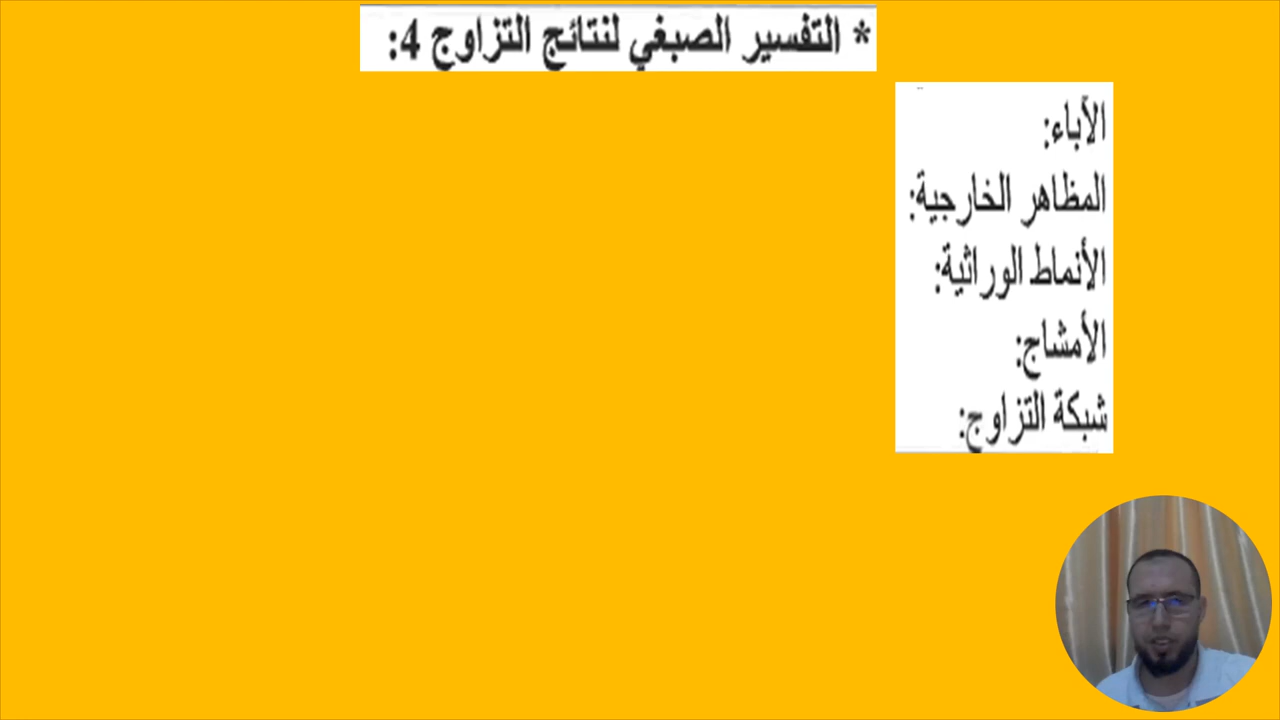 * التفسير الصبغي لنتائج التزاوج 4:
الآباء:
المظاهر الخارجية:
الأنماط الوراثية:
الأمشاج:
شبكة التزاوج: